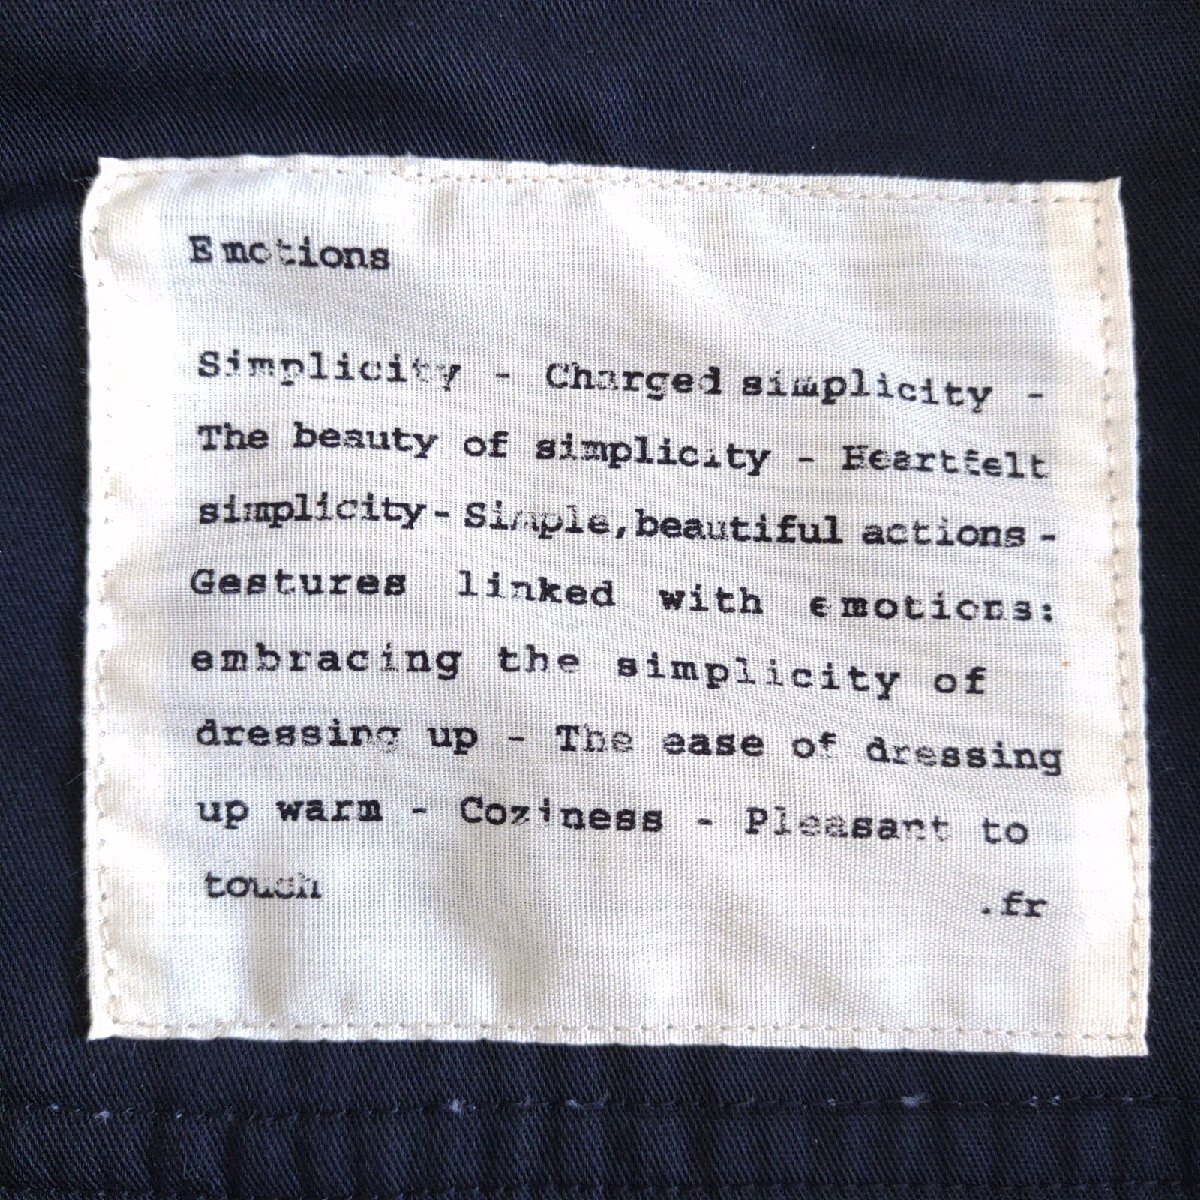 Emotions
Simplicity - Charged simplicity -
The beauty of simplicity - Heartfelt
simplicity - Simple, beautiful actions -
Gestures linked with emotions:
embracing the simplicity of
dressing up - The ease of dressing
up warm - Coziness - Pleasant to
touch .fr